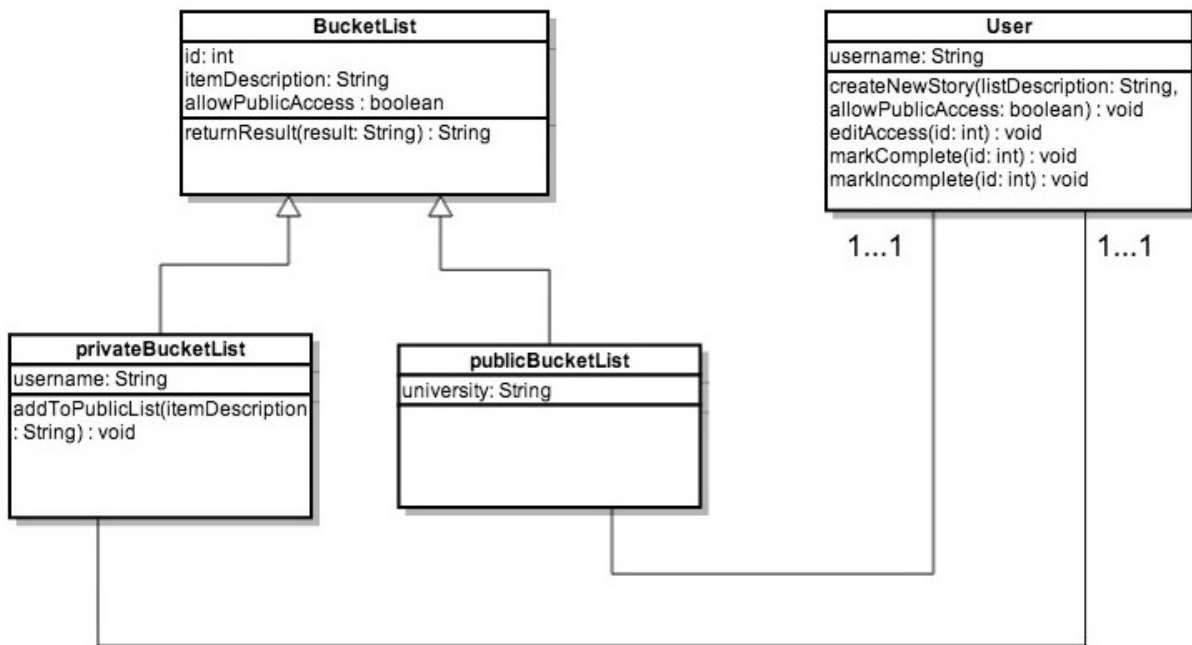 BucketList
id: int
itemDescription: String
allowPublicAccess : boolean
returnResult(result: String) : String
User
username: String
createNewStory(listDescription: String,
allowPublicAccess: boolean) : void
editAccess(id: int) : void
markComplete(id: int) : void
markIncomplete(id: int) : void
1...1
1...1
privateBucketList
username: String
addToPublicList(itemDescription
: String) : void
publicBucketList
university: String